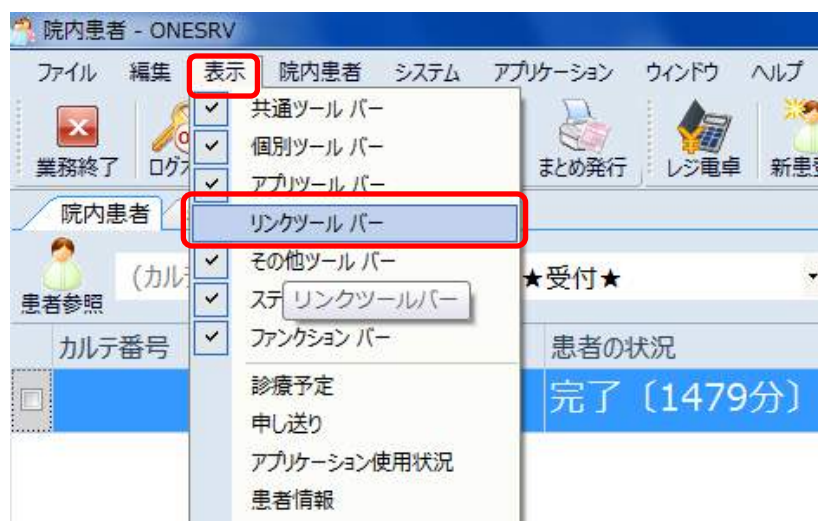 院内患者 - ONESRV
ファイル 編集 表示 院内患者 システム アプリケーション ウィンドウ ヘルプ
業務終了 ログ まとめ発行 レジ電卓 新患
共通ツール バー
個別ツール バー
アプリツール バー
院内患者
リンクツール バー
その他ツール バー
患者参照 (カル ★受付★
ステ リンクツールバー
ファンクション バー
カルテ番号 患者の状況
完了〔1479分〕
診療予定
申し送り
アプリケーション使用状況
患者情報